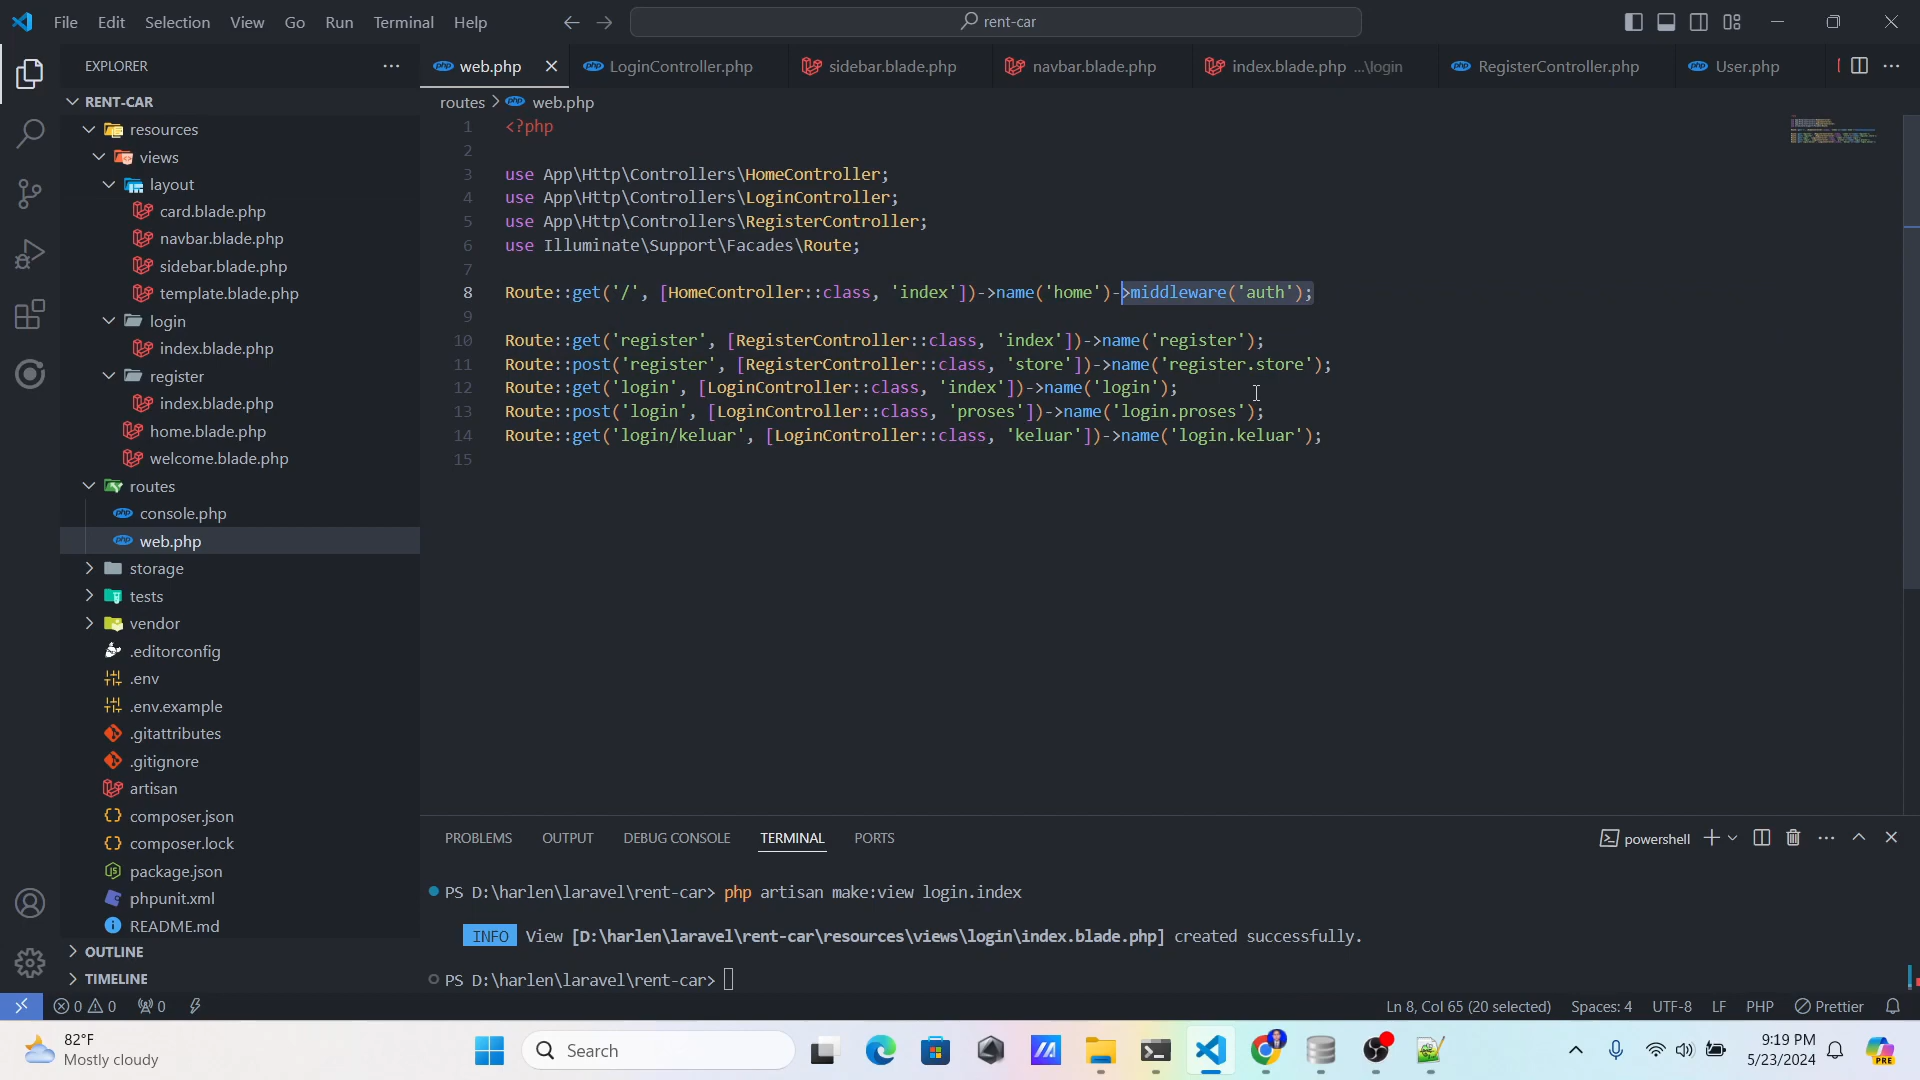 File Edit Selection View Go Run Terminal Help
rent-car
EXPLORER
web.php LoginController.php sidebar.blade.php navbar.blade.php index.blade.php ...\login RegisterController.php User.php
RENT-CAR
resources
views
layout
card.blade.php
navbar.blade.php
sidebar.blade.php
template.blade.php
login
index.blade.php
register
index.blade.php
home.blade.php
welcome.blade.php
routes
console.php
web.php
storage
tests
vendor
.editorconfig
.env
.env.example
.gitattributes
.gitignore
artisan
composer.json
composer.lock
package.json
phpunit.xml
README.md
OUTLINE
TIMELINE
routes > web.php
1 <?php
2
3 use App\Http\Controllers\HomeController;
4 use App\Http\Controllers\LoginController;
5 use App\Http\Controllers\RegisterController;
6 use Illuminate\Support\Facades\Route;
7
8 Route::get('/', [HomeController::class, 'index'])->name('home')->middleware('auth');
9
10 Route::get('register', [RegisterController::class, 'index'])->name('register');
11 Route::post('register', [RegisterController::class, 'store'])->name('register.store');
12 Route::get('login', [LoginController::class, 'index'])->name('login');
13 Route::post('login', [LoginController::class, 'proses'])->name('login.proses');
14 Route::get('login/keluar', [LoginController::class, 'keluar'])->name('login.keluar');
15
PROBLEMS OUTPUT DEBUG CONSOLE TERMINAL PORTS
powershell
PS D:\harlen\laravel\rent-car> php artisan make:view login.index
INFO View [D:\harlen\laravel\rent-car\resources\views\login\index.blade.php] created successfully.
PS D:\harlen\laravel\rent-car>
0 0 0
Ln 8, Col 65 (20 selected) Spaces: 4 UTF-8 LF PHP Prettier
82°F
Mostly cloudy
Search
9:19 PM
5/23/2024
PRE